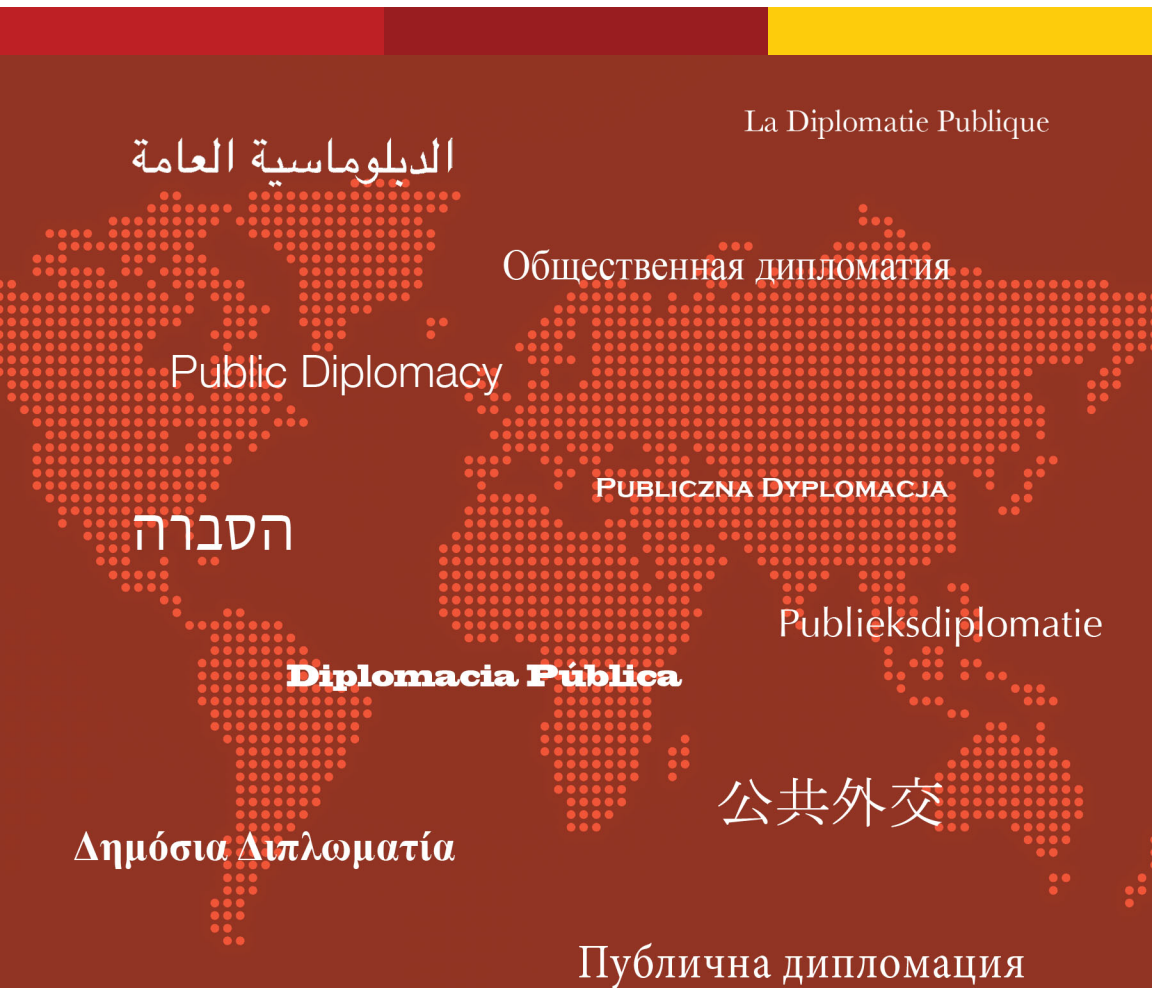 La Diplomatie Publique
الدبلوماسية العامة
Общественная дипломатия
Public Diplomacy
Publiczna Dyplomacja
הסברה
Publieksdiplomatie
Diplomacia Pública
公共外交
Δημόσια Διπλωματία
Публична дипломация